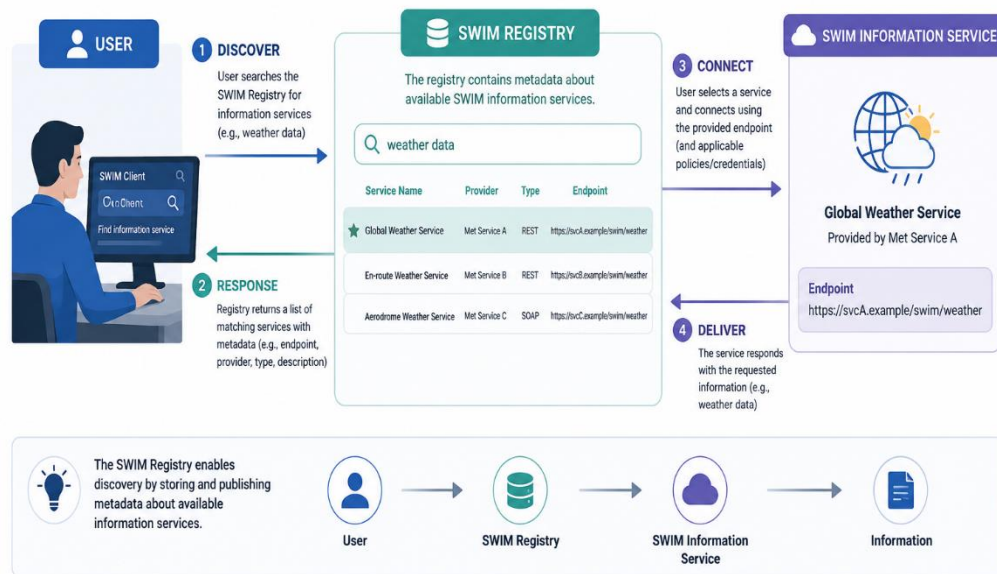 USER
1 DISCOVER
User searches the
SWIM Registry for
information services
(e.g., weather data)
SWIM Client
Find information service
2 RESPONSE
Registry returns a list of
matching services with
metadata (e.g., endpoint,
provider, type, description)
SWIM REGISTRY
The registry contains metadata about
available SWIM information services.
weather data
Service Name Provider Type Endpoint
Global Weather Service Met Service A REST https://svcA.example/swim/weather
En-route Weather Service Met Service B REST https://svcB.example/swim/weather
Aerodrome Weather Service Met Service C SOAP https://svcC.example/swim/weather
3 CONNECT
User selects a service
and connects using
the provided endpoint
(and applicable
policies/credentials)
4 DELIVER
The service responds
with the requested
information (e.g.,
weather data)
SWIM INFORMATION SERVICE
Global Weather Service
Provided by Met Service A
Endpoint
https://svcA.example/swim/weather
The SWIM Registry enables
discovery by storing and publishing
metadata about available
information services.
User
SWIM Registry
SWIM Information
Service
Information